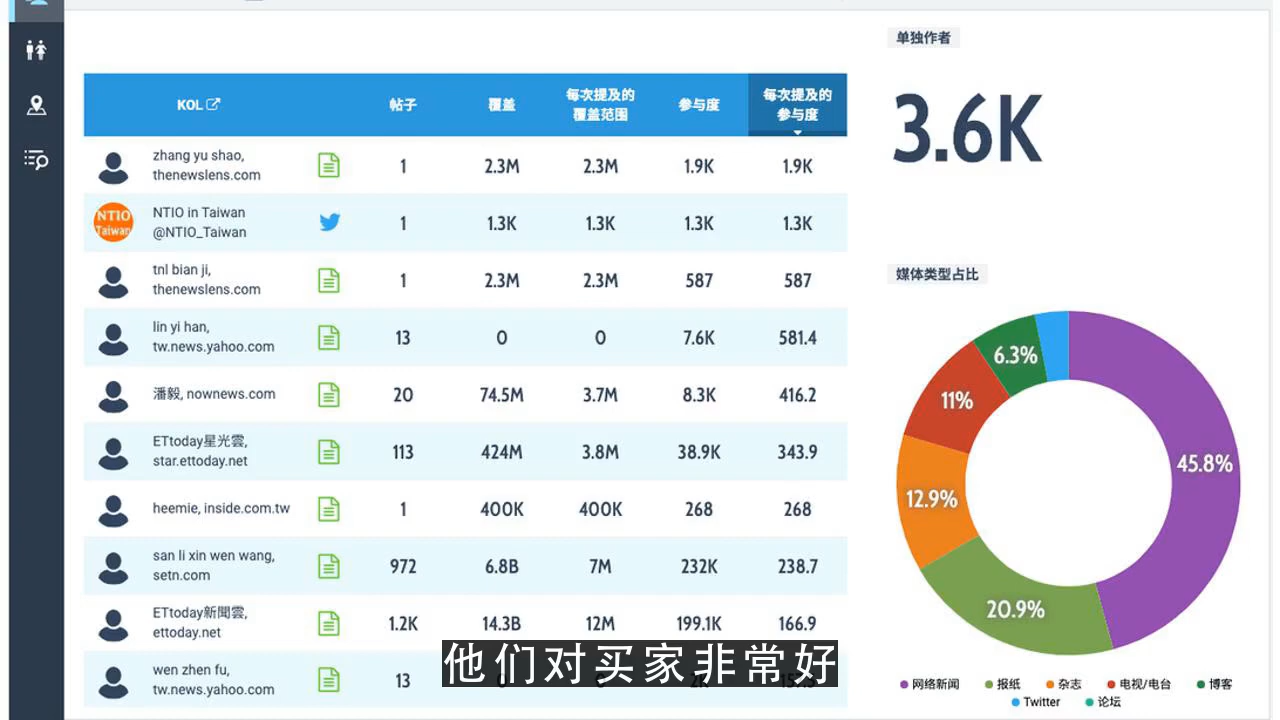 KOL
帖子
覆盖
每次提及的
覆盖范围
参与度
每次提及的
参与度
zhang yu shao,
thenewslens.com
1
2.3M
2.3M
1.9K
1.9K
NTIO
Taiwan
NTIO in Taiwan
@NTIO_Taiwan
1
1.3K
1.3K
1.3K
1.3K
tnl bian ji,
thenewslens.com
1
2.3M
2.3M
587
587
lin yi han,
tw.news.yahoo.com
13
0
0
7.6K
581.4
潘毅, nownews.com
20
74.5M
3.7M
8.3K
416.2
ETtoday星光雲,
star.ettoday.net
113
424M
3.8M
38.9K
343.9
heemie, inside.com.tw
1
400K
400K
268
268
san li xin wen wang,
setn.com
972
6.8B
7M
232K
238.7
ETtoday新聞雲,
ettoday.net
1.2K
14.3B
12M
199.1K
166.9
wen zhen fu,
tw.news.yahoo.com
13
他们对买家非常好
单独作者
3.6K
媒体类型占比
6.3%
11%
45.8%
12.9%
20.9%
网络新闻
报纸
杂志
电视/电台
博客
Twitter
论坛